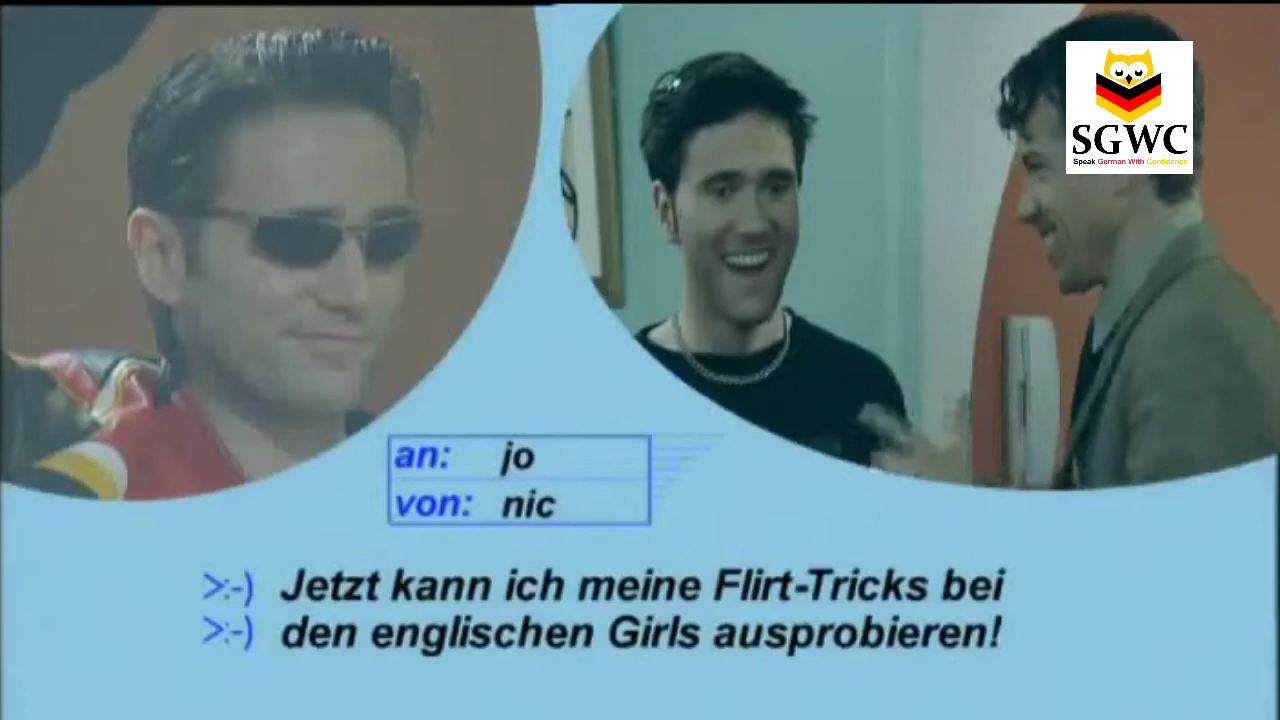 SGWC
Speak German With Confidence
an: jo
von: nic
>:-) Jetzt kann ich meine Flirt-Tricks bei
>:-) den englischen Girls ausprobieren!